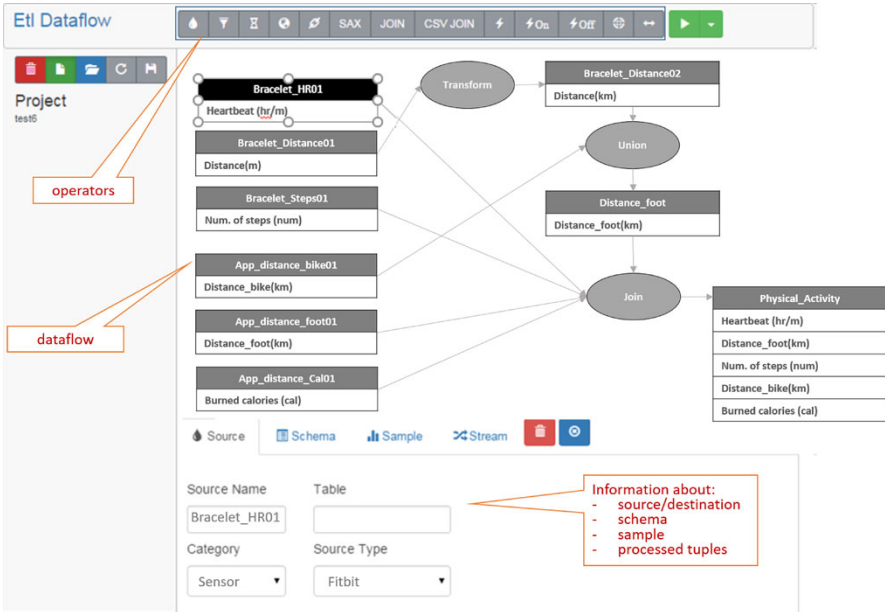 Etl Dataflow
SAX JOIN CSV JOIN On Off
Project
test6
operators
dataflow
Bracelet_HR01
Heartbeat (hr/m)
Bracelet_Distance01
Distance(m)
Bracelet_Steps01
Num. of steps (num)
App_distance_bike01
Distance_bike(km)
App_distance_foot01
Distance_foot(km)
App_distance_Cal01
Burned calories (cal)
Transform
Bracelet_Distance02
Distance(km)
Union
Distance_foot
Distance_foot(km)
Join
Physical_Activity
Heartbeat (hr/m)
Distance_foot(km)
Num. of steps (num)
Distance_bike(km)
Burned calories (cal)
Source Schema Sample Stream
Source Name Table
Bracelet_HR01
Category Source Type
Sensor Fitbit
Information about:
- source/destination
- schema
- sample
- processed tuples